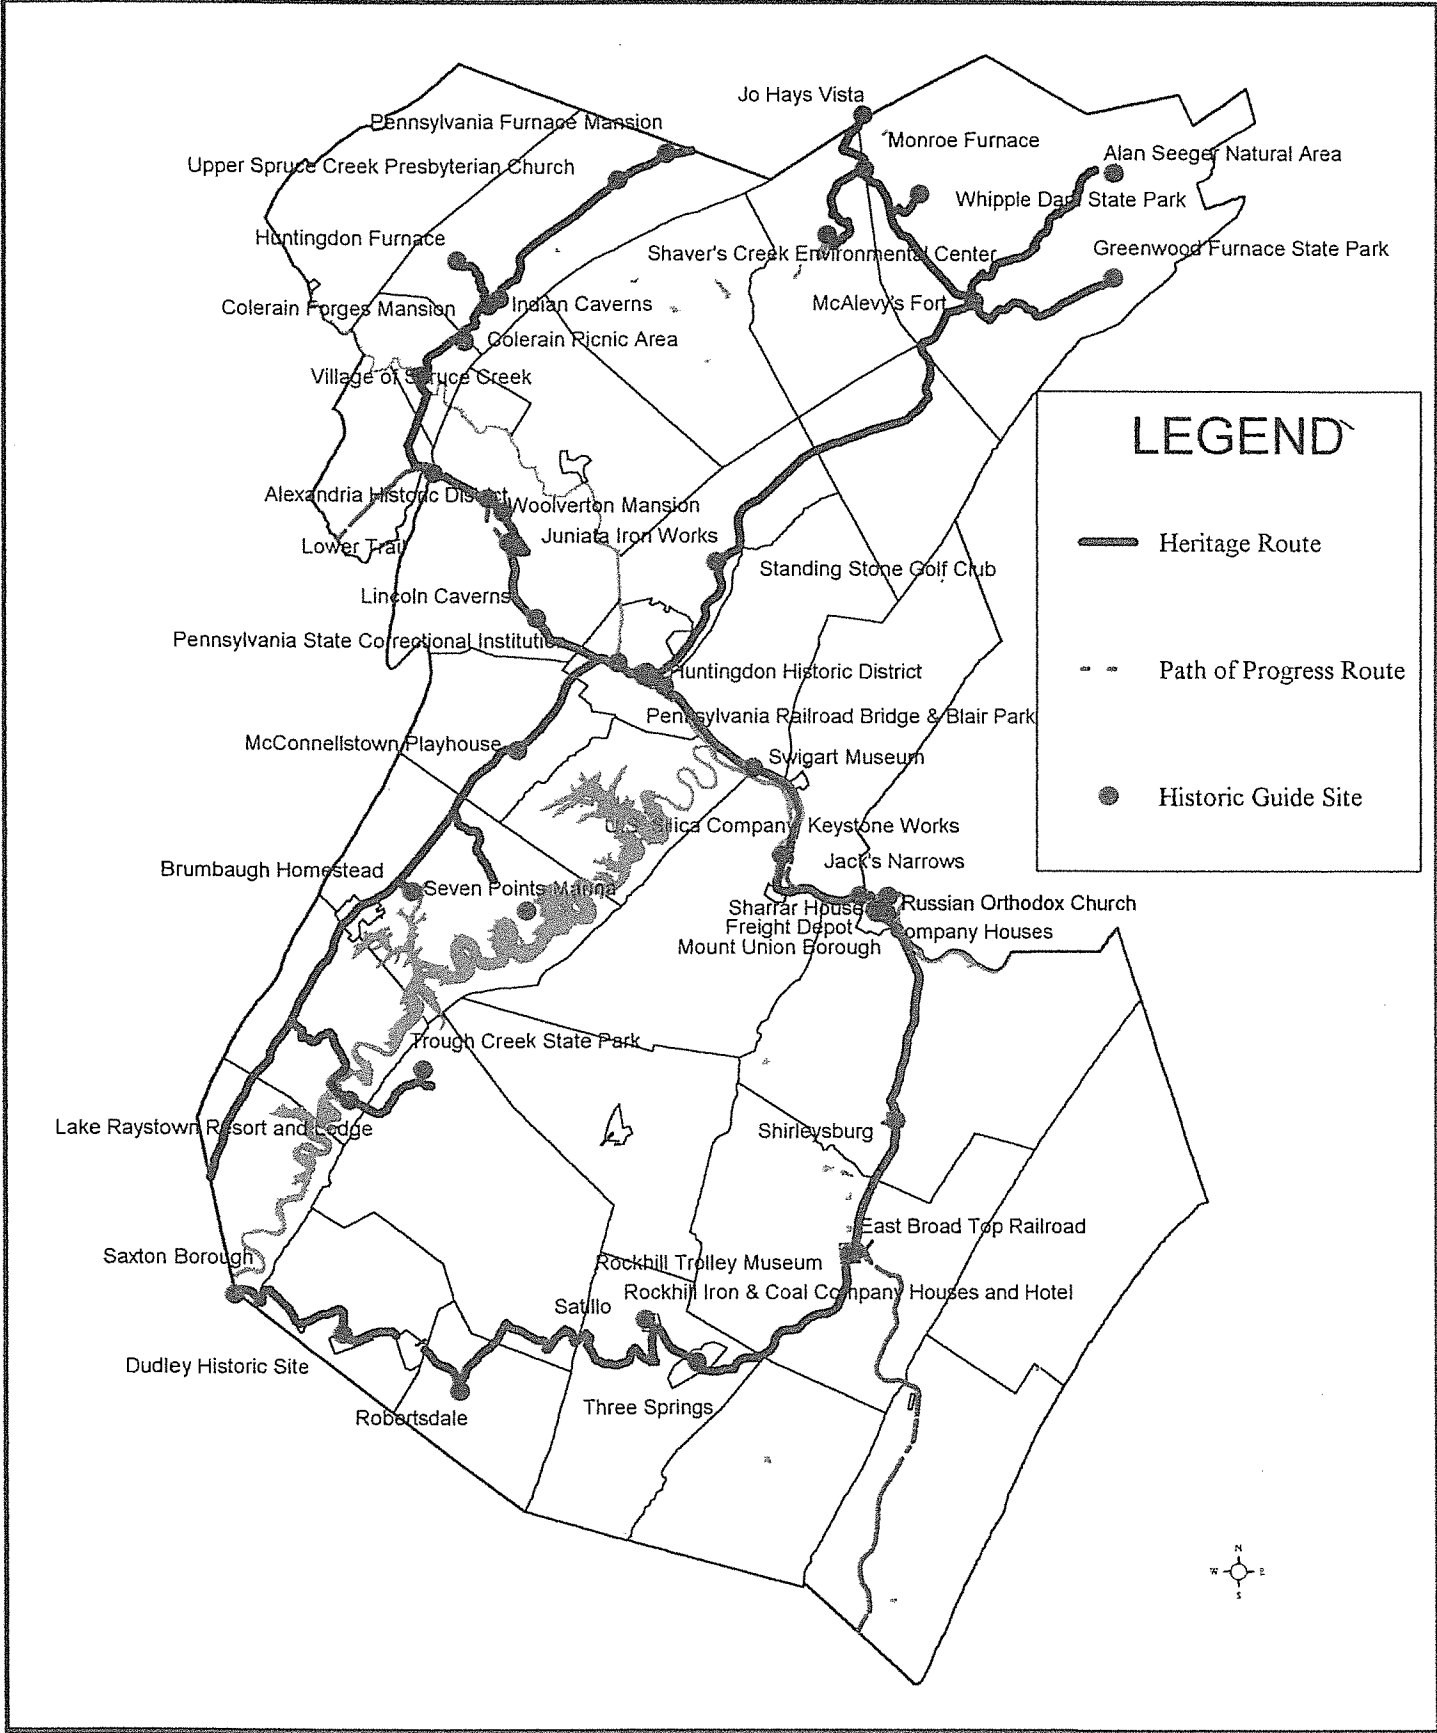 Jo Hays Vista
Pennsylvania Furnace Mansion
Monroe Furnace
Alan Seeger Natural Area
Upper Spruce Creek Presbyterian Church
Whipple Dam State Park
Huntingdon Furnace
Shaver's Creek Environmental Center
Greenwood Furnace State Park
Colerain Forges Mansion
Indian Caverns
McAlevy's Fort
Colerain Picnic Area
Village of Spruce Creek
LEGEND
Alexandria Historic District
Woolverton Mansion
Juniata Iron Works
Lower Trail
Heritage Route
Standing Stone Golf Club
Lincoln Caverns
Pennsylvania State Correctional Institutio
Huntingdon Historic District
Path of Progress Route
Pennsylvania Railroad Bridge & Blair Park
McConnellstown Playhouse
Swigart Museum
Historic Guide Site
U.S. Silica Company Keystone Works
Jack's Narrows
Brumbaugh Homestead
Seven Points Marina
Sharrar House
Russian Orthodox Church
Freight Depot
Company Houses
Mount Union Borough
Trough Creek State Park
Lake Raystown Resort and Lodge
Shirleysburg
East Broad Top Railroad
Saxton Borough
Rockhill Trolley Museum
Rockhill Iron & Coal Company Houses and Hotel
Satillo
Dudley Historic Site
Three Springs
Robertsdale
N
W E
S